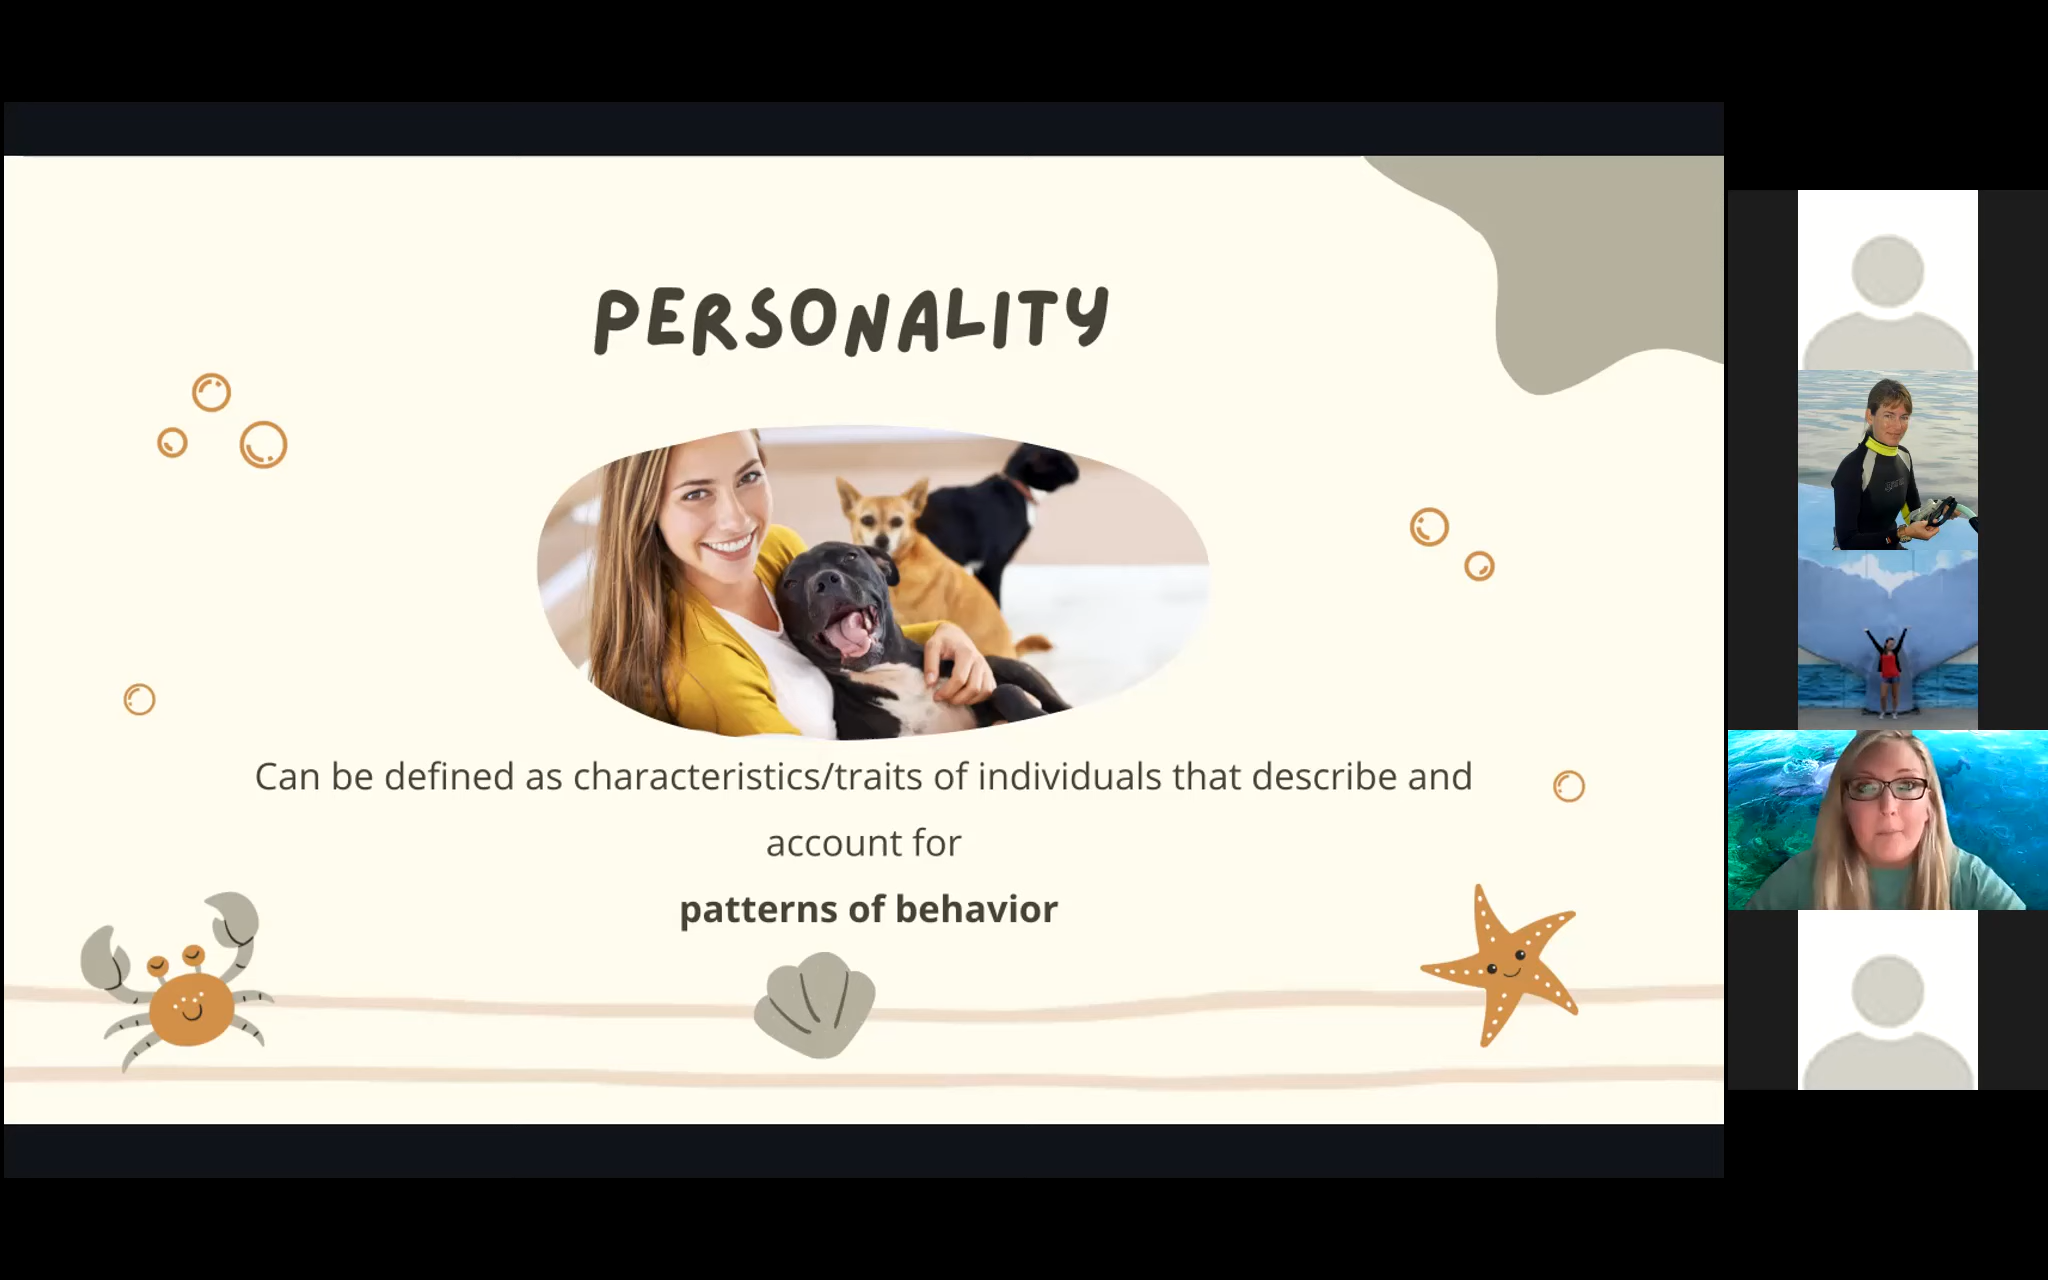 PERSONALITY
Can be defined as characteristics/traits of individuals that describe and
account for
patterns of behavior